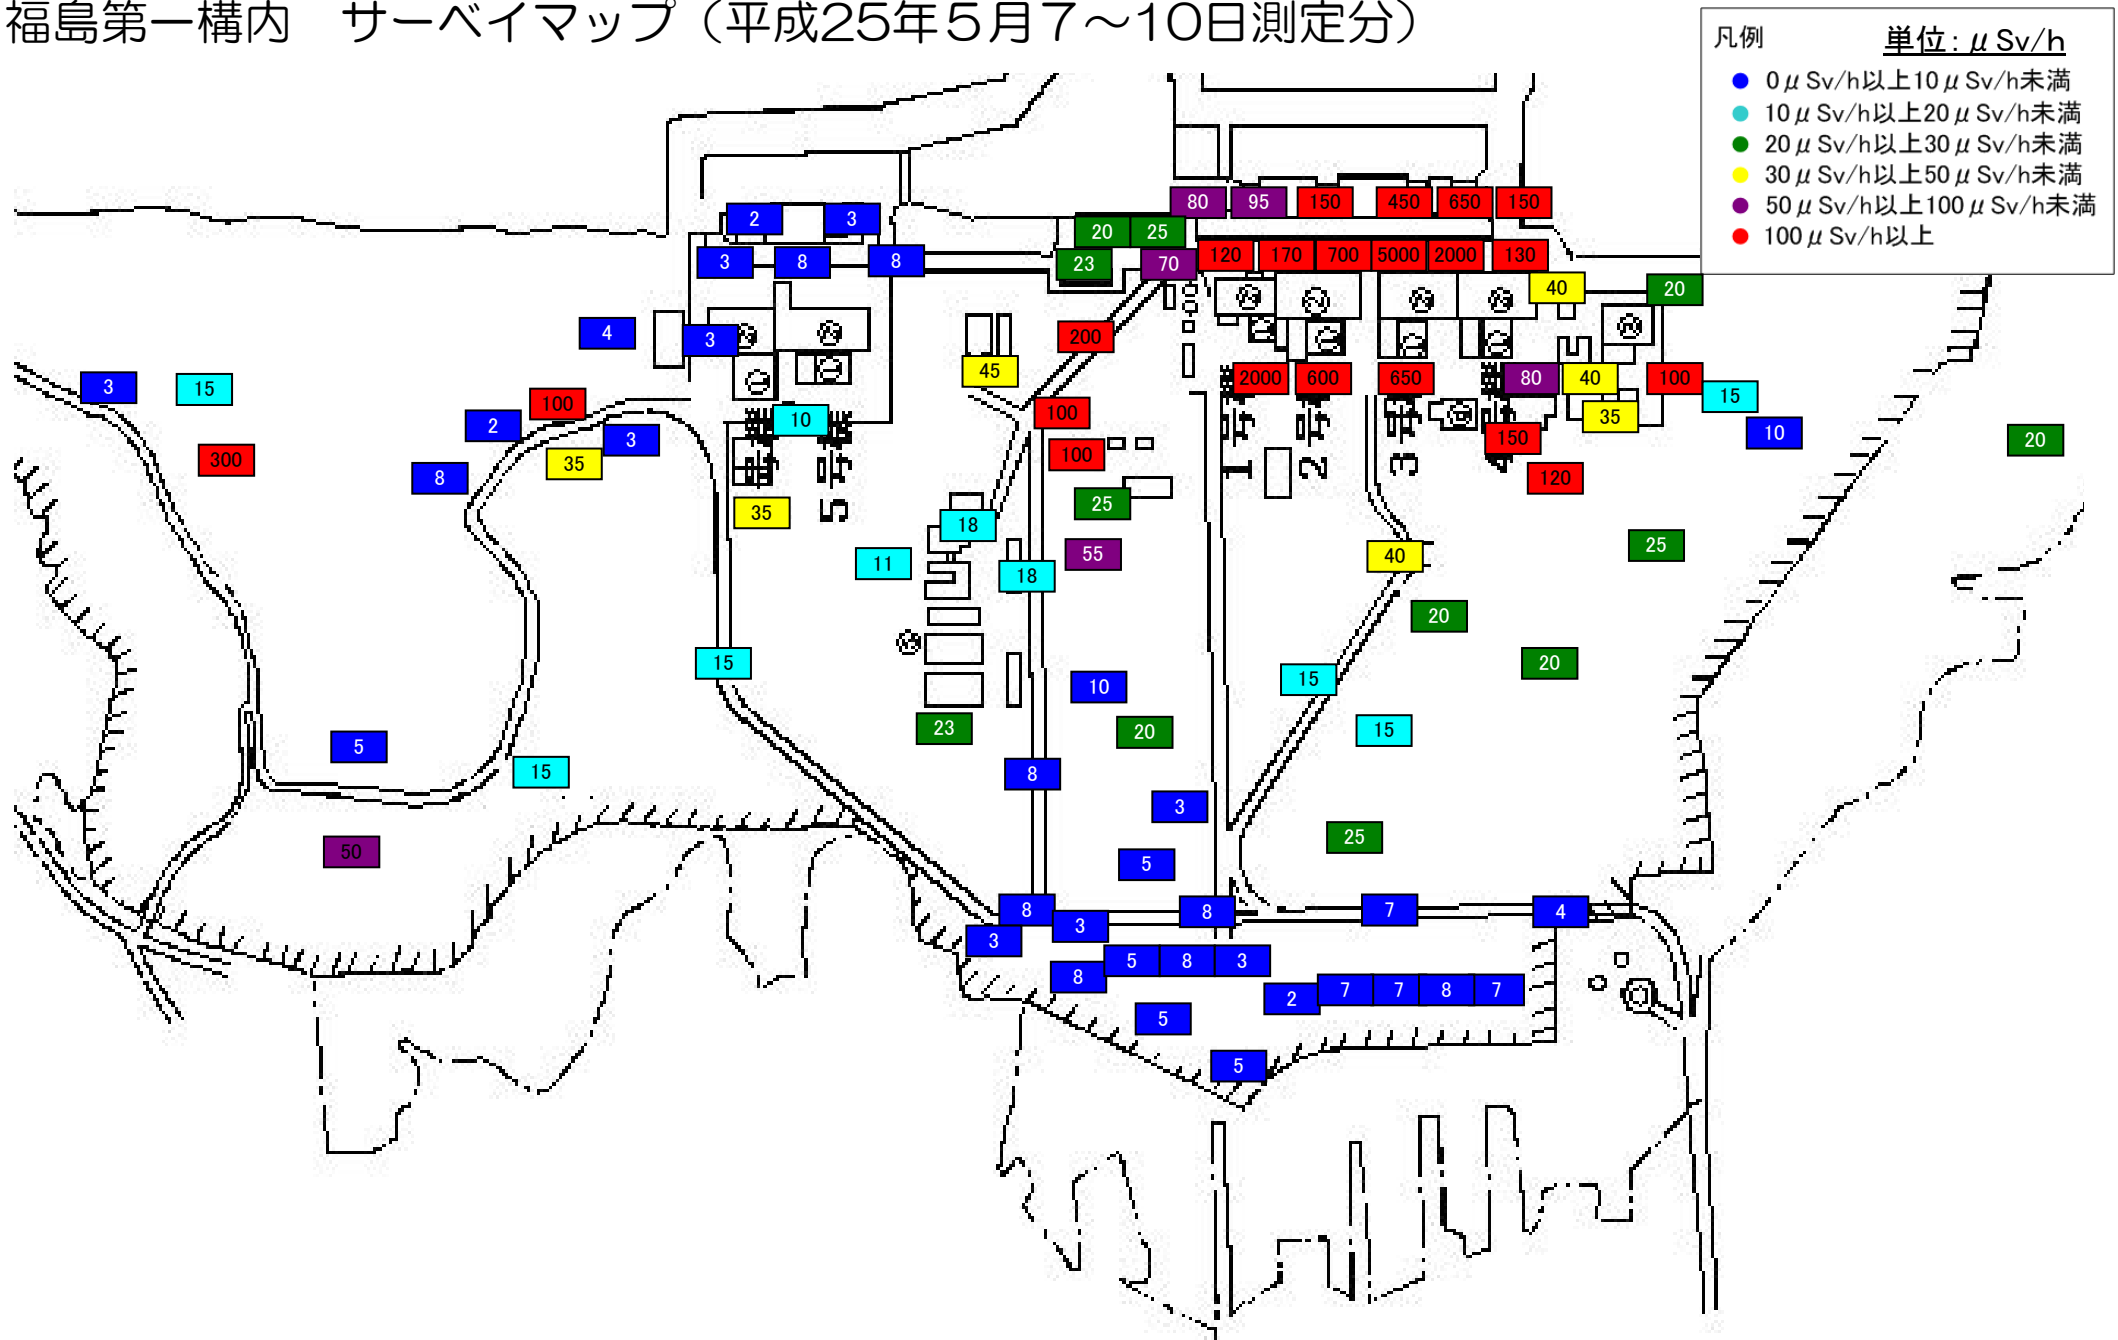 福島第一構内　サーベイマップ（平成25年5月7～10日測定分）
凡例　単位：μSv/h
0μSv/h以上10μSv/h未満
10μSv/h以上20μSv/h未満
20μSv/h以上30μSv/h未満
30μSv/h以上50μSv/h未満
50μSv/h以上100μSv/h未満
100μSv/h以上
80 95 150 450 650 150
2 3
20 25
3 8 8 23 70 120 170 700 5000 2000 130
40 20
4 3 200
3 15 45 2000 600 650 80 40 100 15
100 100 35
2 3 10 150 10 20
300 35 100
8 120
1号 2号 3号 4
5号
35 18 25
11 18 55 40 25
20
15 10 15 20
23 20 15
5 15 8
3
50 5 25
8 3 8 7 4
3
8 5 8 3
2 7 7 8 7
5
5